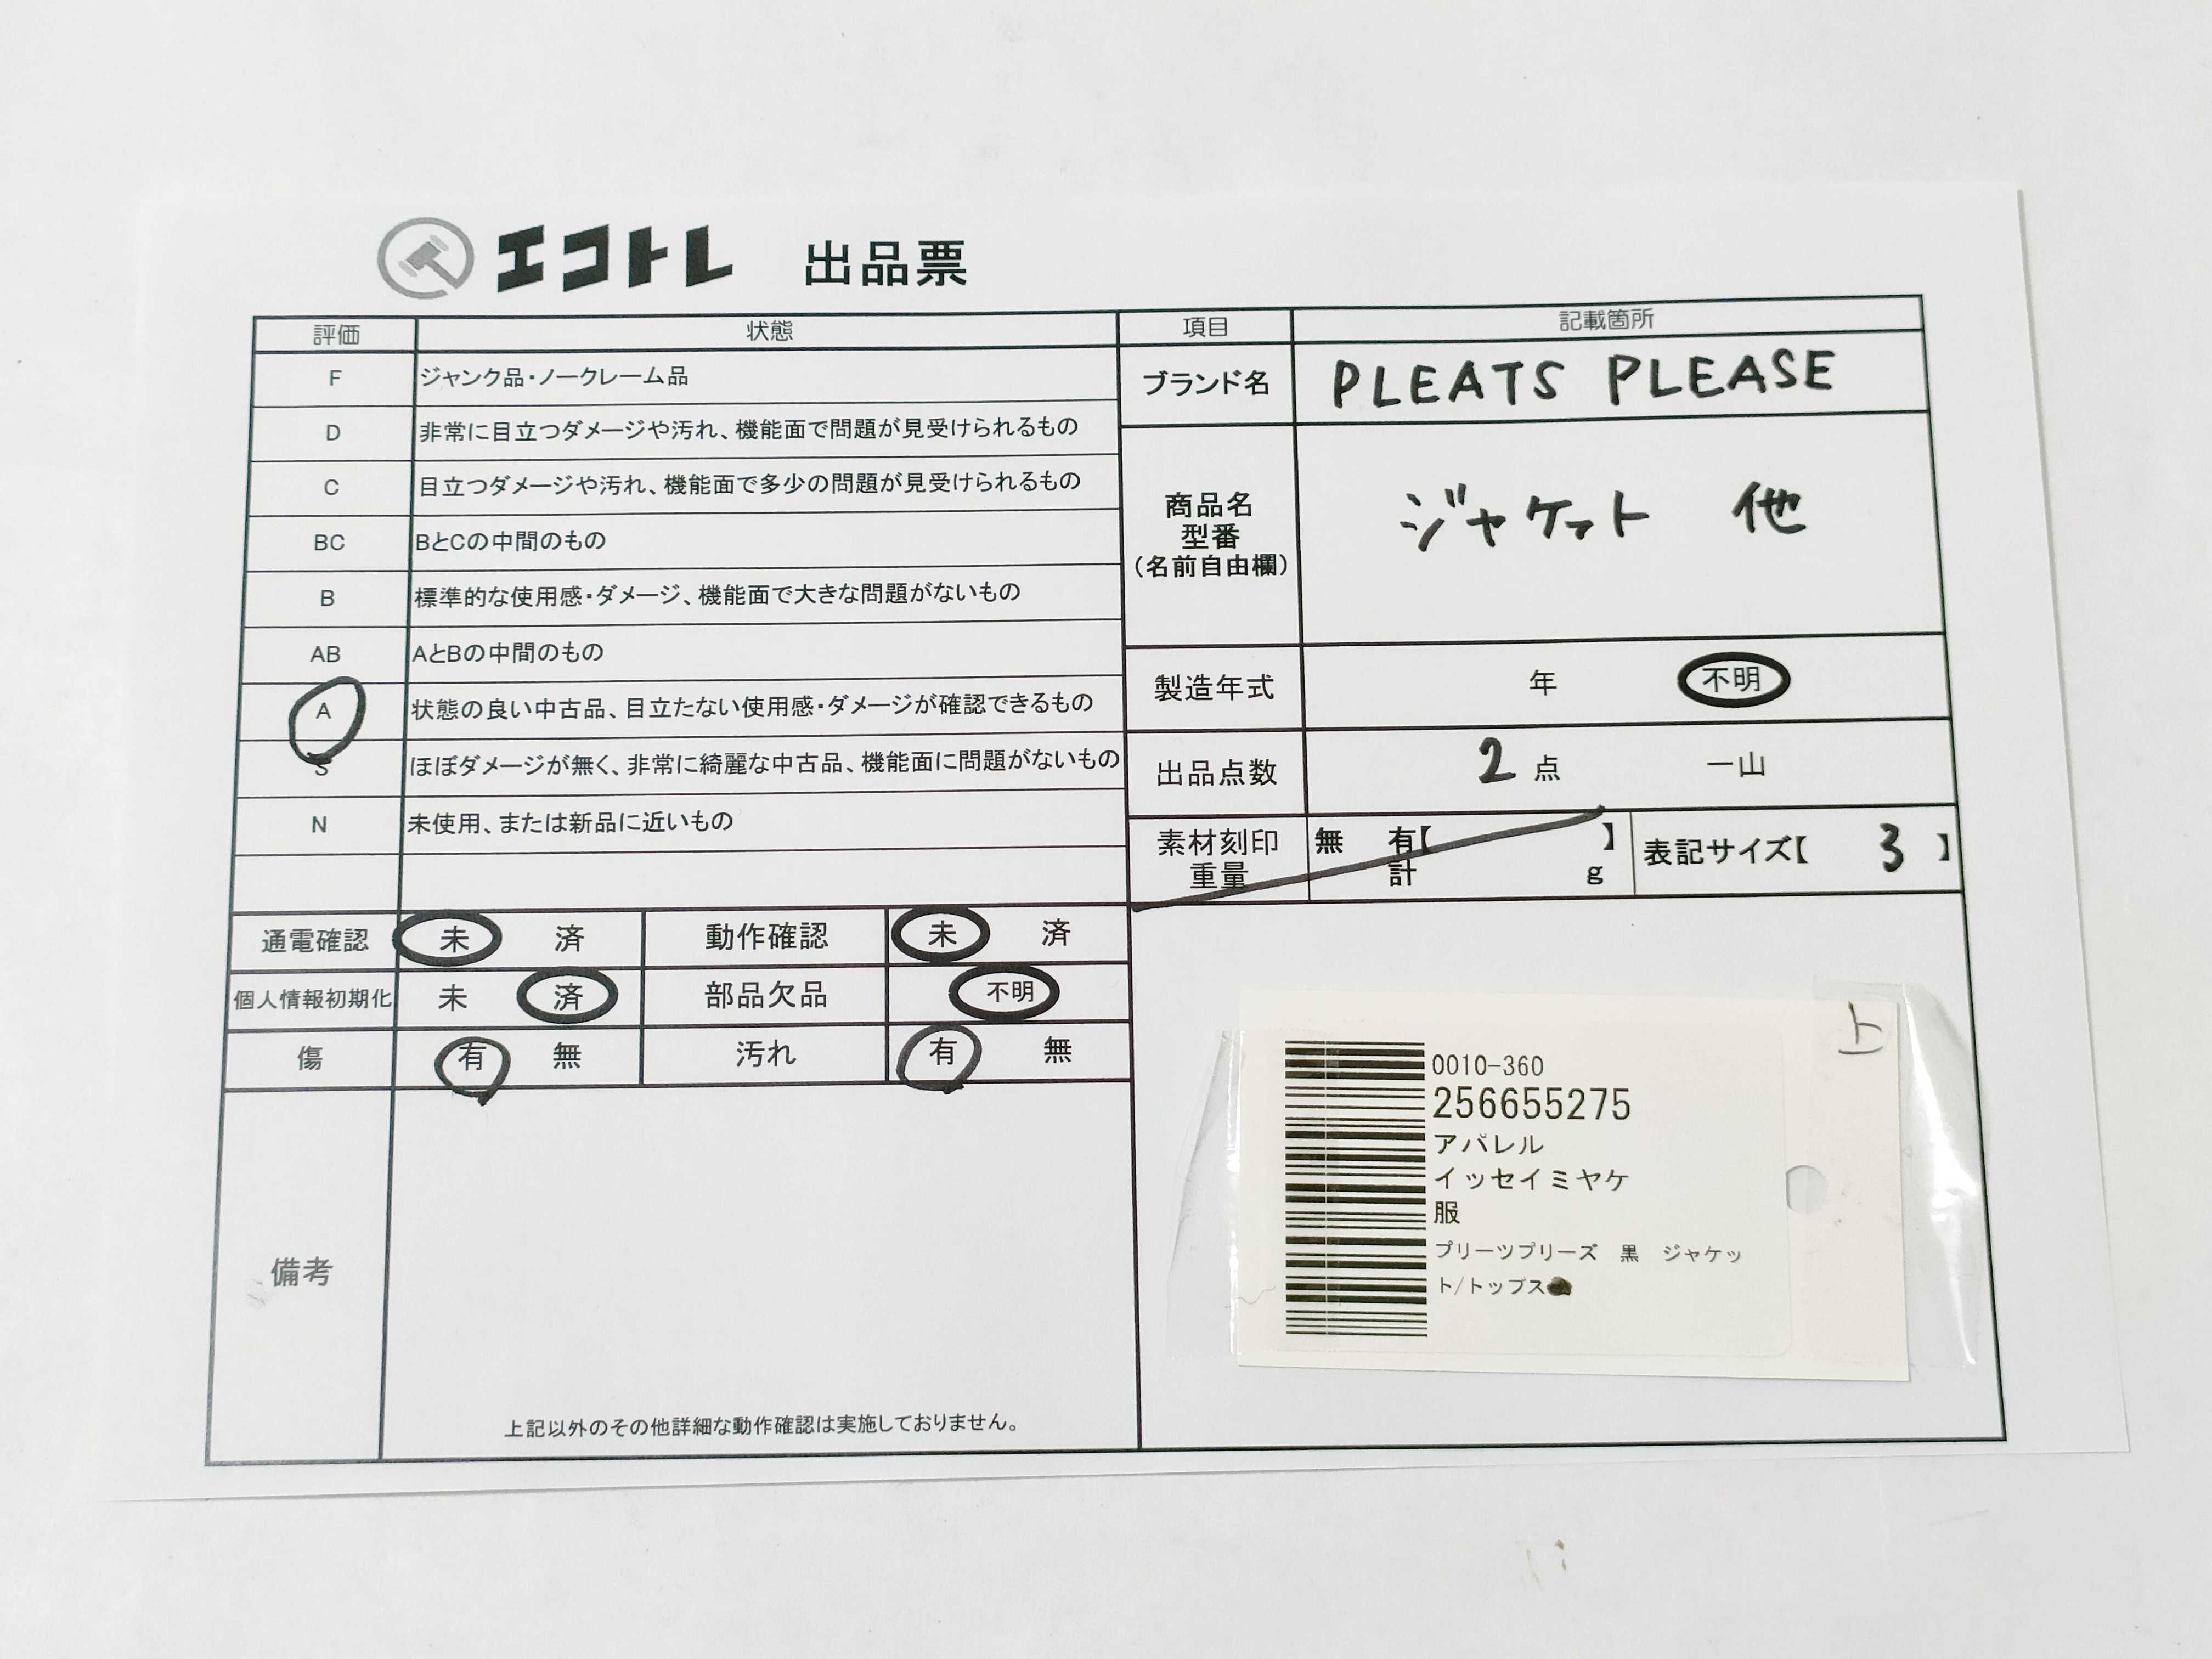 エコトレ 出品票
評価 状態 項目 記載箇所
F ジャンク品・ノークレーム品
D 非常に目立つダメージや汚れ、機能面で問題が見受けられるもの
C 目立つダメージや汚れ、機能面で多少の問題が見受けられるもの
BC BとCの中間のもの
B 標準的な使用感・ダメージ、機能面で大きな問題がないもの
AB AとBの中間のもの
A 状態の良い中古品、目立たない使用感・ダメージが確認できるもの
S ほぼダメージが無く、非常に綺麗な中古品、機能面に問題がないもの
N 未使用、または新品に近いもの
ブランド名 PLEATS PLEASE
商品名
型番
(名前自由欄)
ジャケット 他
製造年式 年 不明
出品点数 2点 一山
素材刻印 無 有【 】
重量 計 g
表記サイズ【 3 】
通電確認 未 済 動作確認 未 済
個人情報初期化 未 済 部品欠品 不明
傷 有 無 汚れ 有 無
備考
上記以外のその他詳細な動作確認は実施しておりません。
上
0010-360
256655275
アパレル
イッセイミヤケ
服
プリーツプリーズ 黒 ジャケッ
ト/トップス